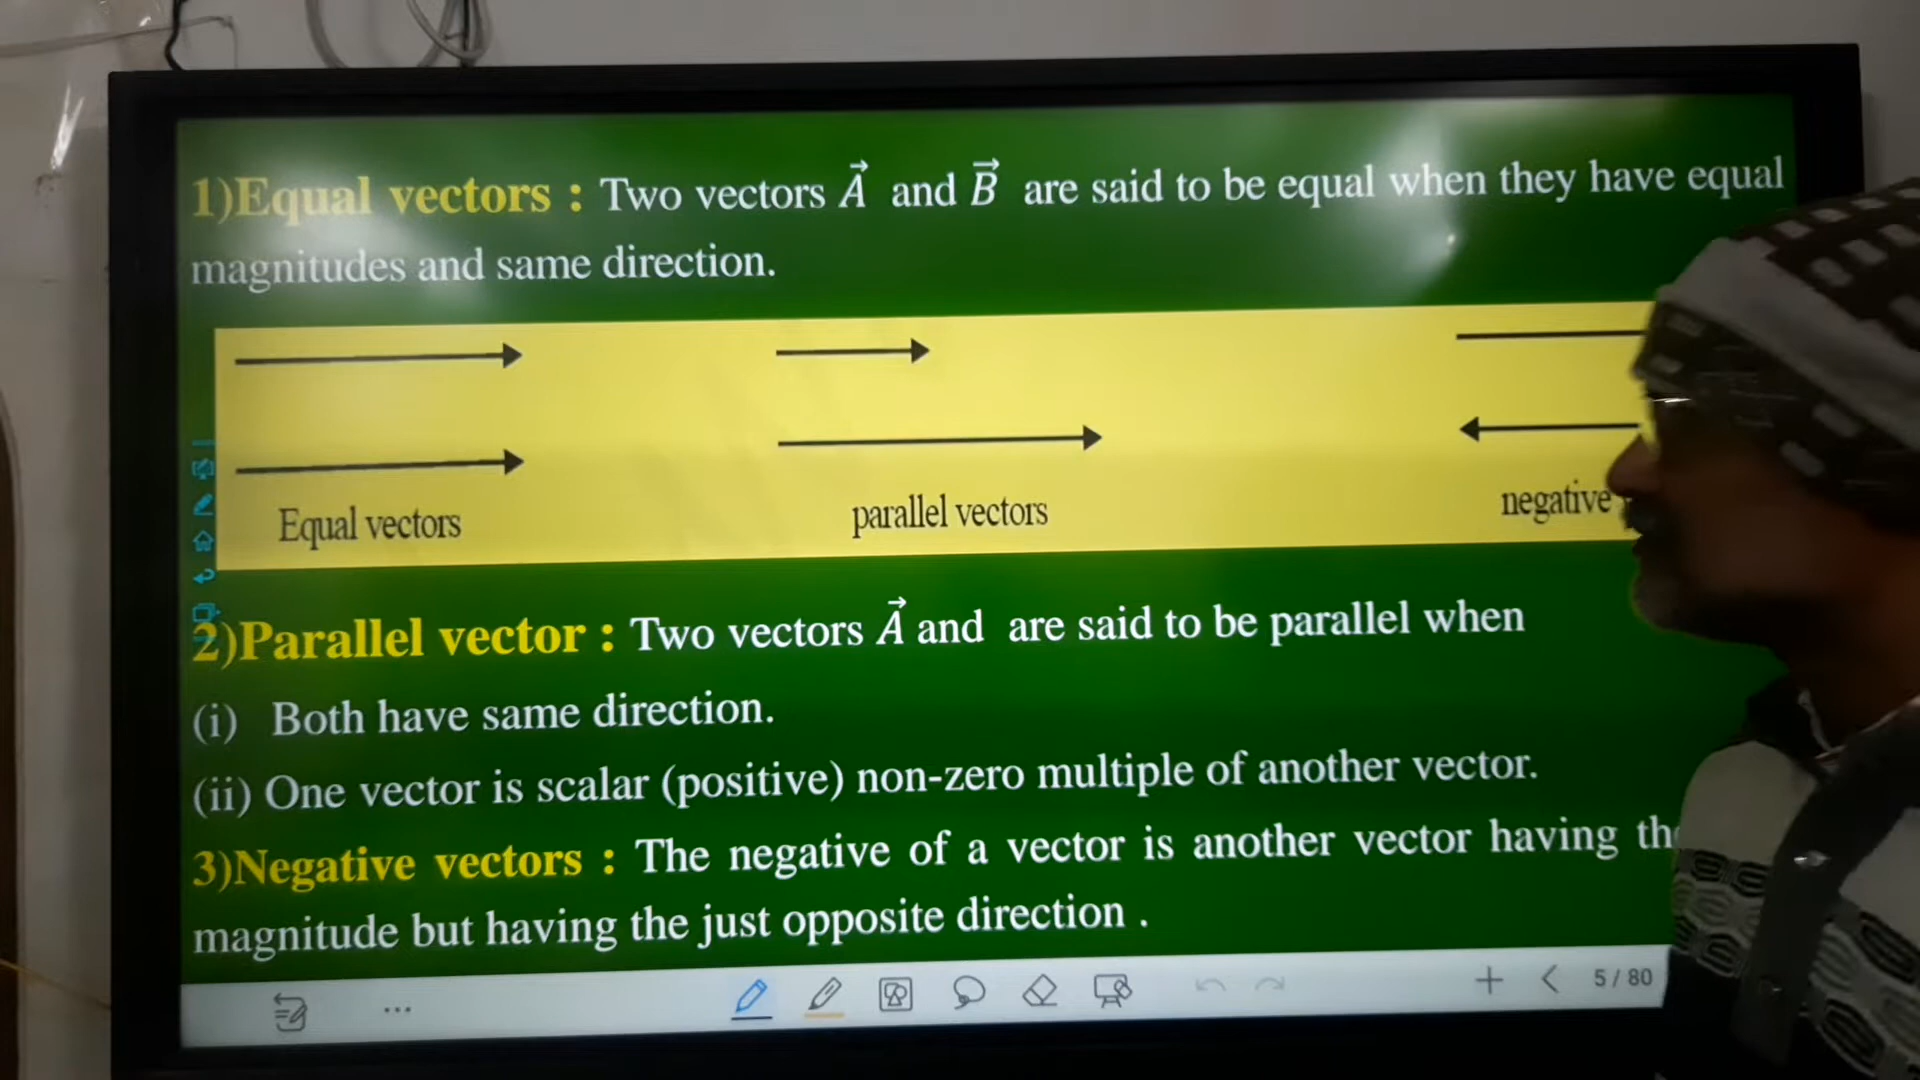 1)Equal vectors : Two vectors A⃗ and B⃗ are said to be equal when they have equal
magnitudes and same direction.
Equal vectors parallel vectors negative
2)Parallel vector : Two vectors A⃗ and are said to be parallel when
(i) Both have same direction.
(ii) One vector is scalar (positive) non-zero multiple of another vector.
3)Negative vectors : The negative of a vector is another vector having
magnitude but having the just opposite direction .
5 / 80